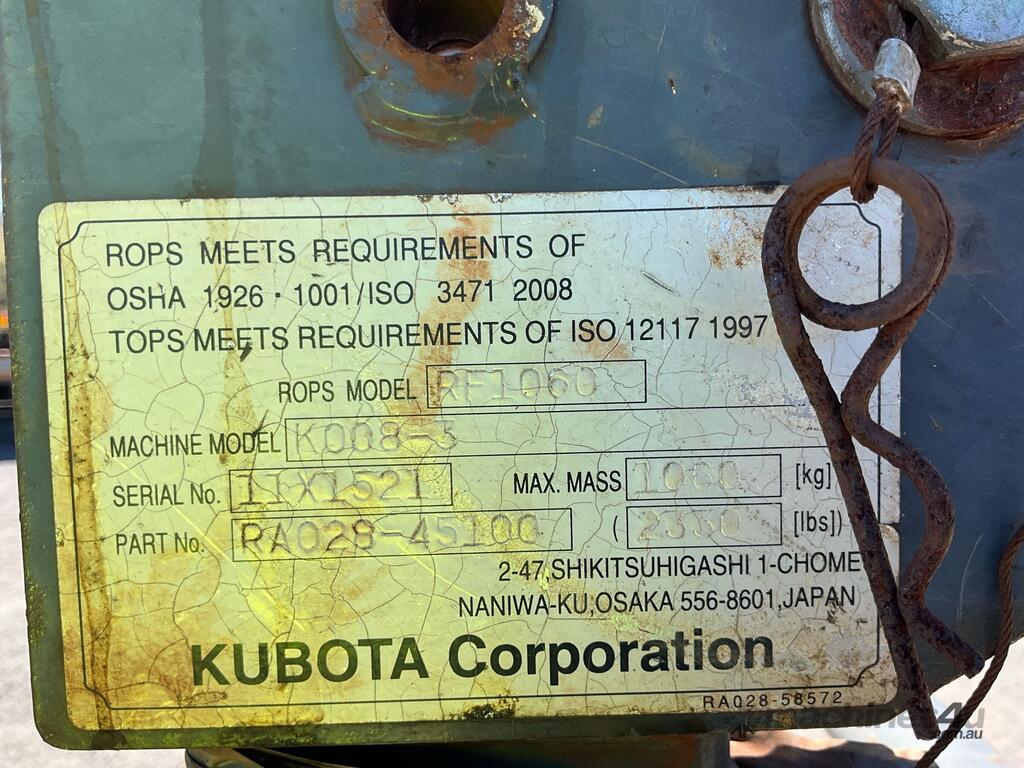 ROPS MEETS REQUIREMENTS OF
OSHA 1926・1001/ISO 3471 2008
TOPS MEETS REQUIREMENTS OF ISO 12117 1997
ROPS MODEL RF1060
MACHINE MODEL K008-3
SERIAL No. MAX. MASS 1060 [kg]
PART No. RA028-45100 ( [lbs])
2-47,SHIKITSUHIGASHI 1-CHOME
NANIWA-KU,OSAKA 556-8601,JAPAN
KUBOTA Corporation
RA028-58572